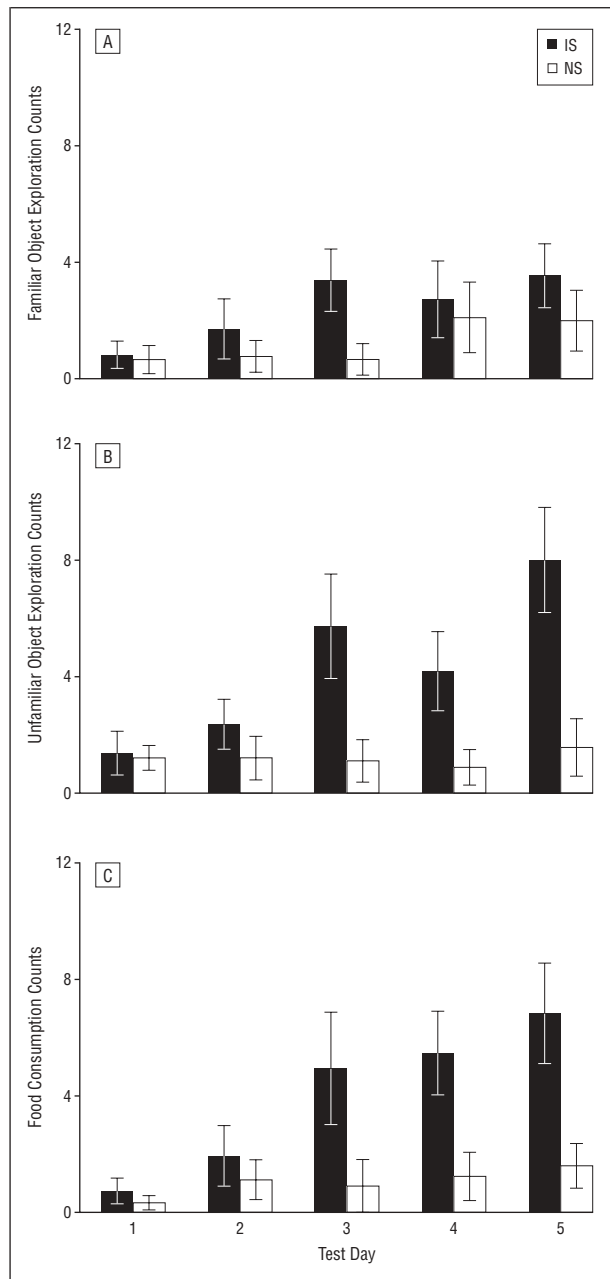 A
IS
NS
12
8
4
0
Familiar Object Exploration Counts
B
12
8
4
0
Unfamiliar Object Exploration Counts
C
12
8
4
0
Food Consumption Counts
1 2 3 4 5
Test Day